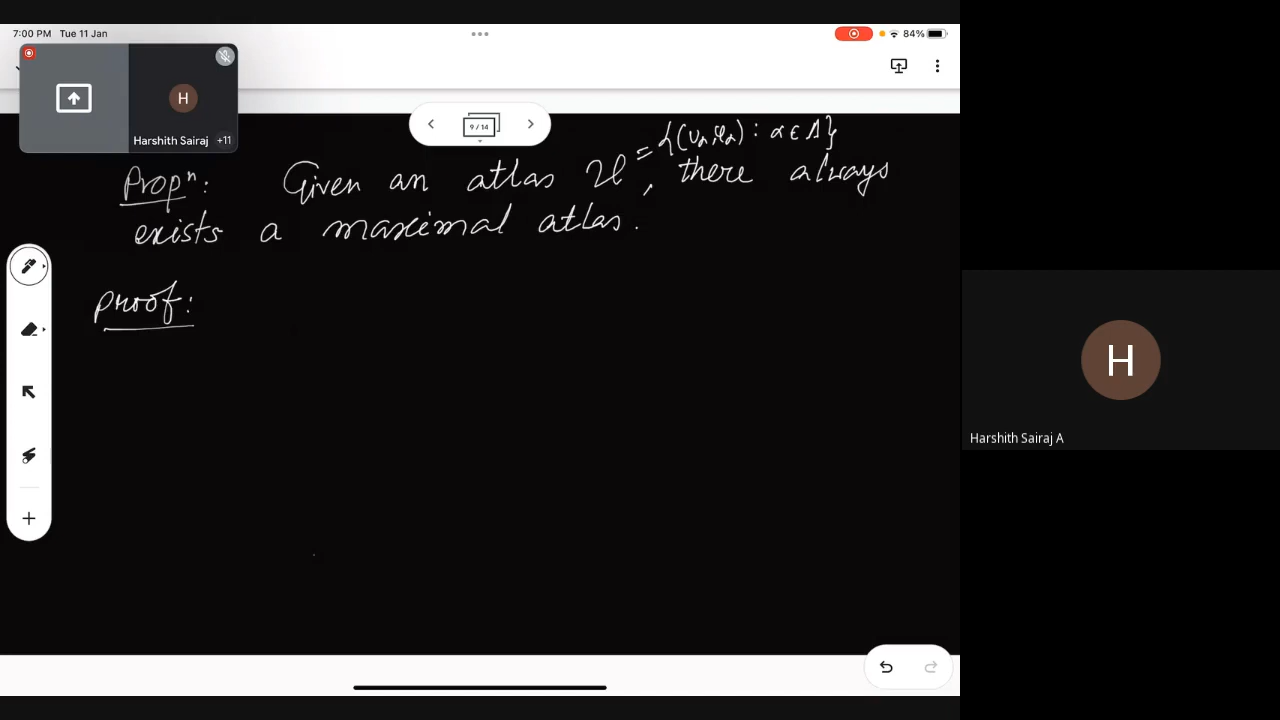 7:00 PM Tue 11 Jan
84%
H
Harshith Sairaj +11
9 / 14
= {(Uα, φα) : α ∈ Λ}
Propⁿ: Given an atlas 𝒰, there always
exists a maximal atlas.
proof:
H
Harshith Sairaj A